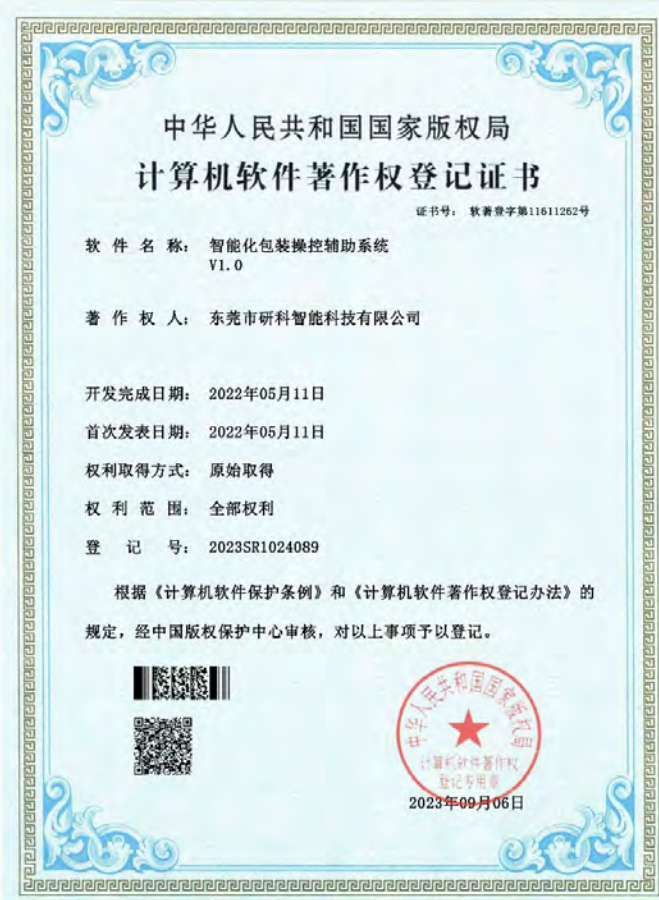 中华人民共和国国家版权局
计算机软件著作权登记证书
证书号： 软著登字第11611262号
软件名称： 智能化包装操控辅助系统
V1.0
著作权人： 东莞市研科智能科技有限公司
开发完成日期： 2022年05月11日
首次发表日期： 2022年05月11日
权利取得方式： 原始取得
权利范围： 全部权利
登记号： 2023SR1024089
根据《计算机软件保护条例》和《计算机软件著作权登记办法》的
规定，经中国版权保护中心审核，对以上事项予以登记。
中华人民共和国国家版权局
计算机软件著作权
登记专用章
2023年09月06日